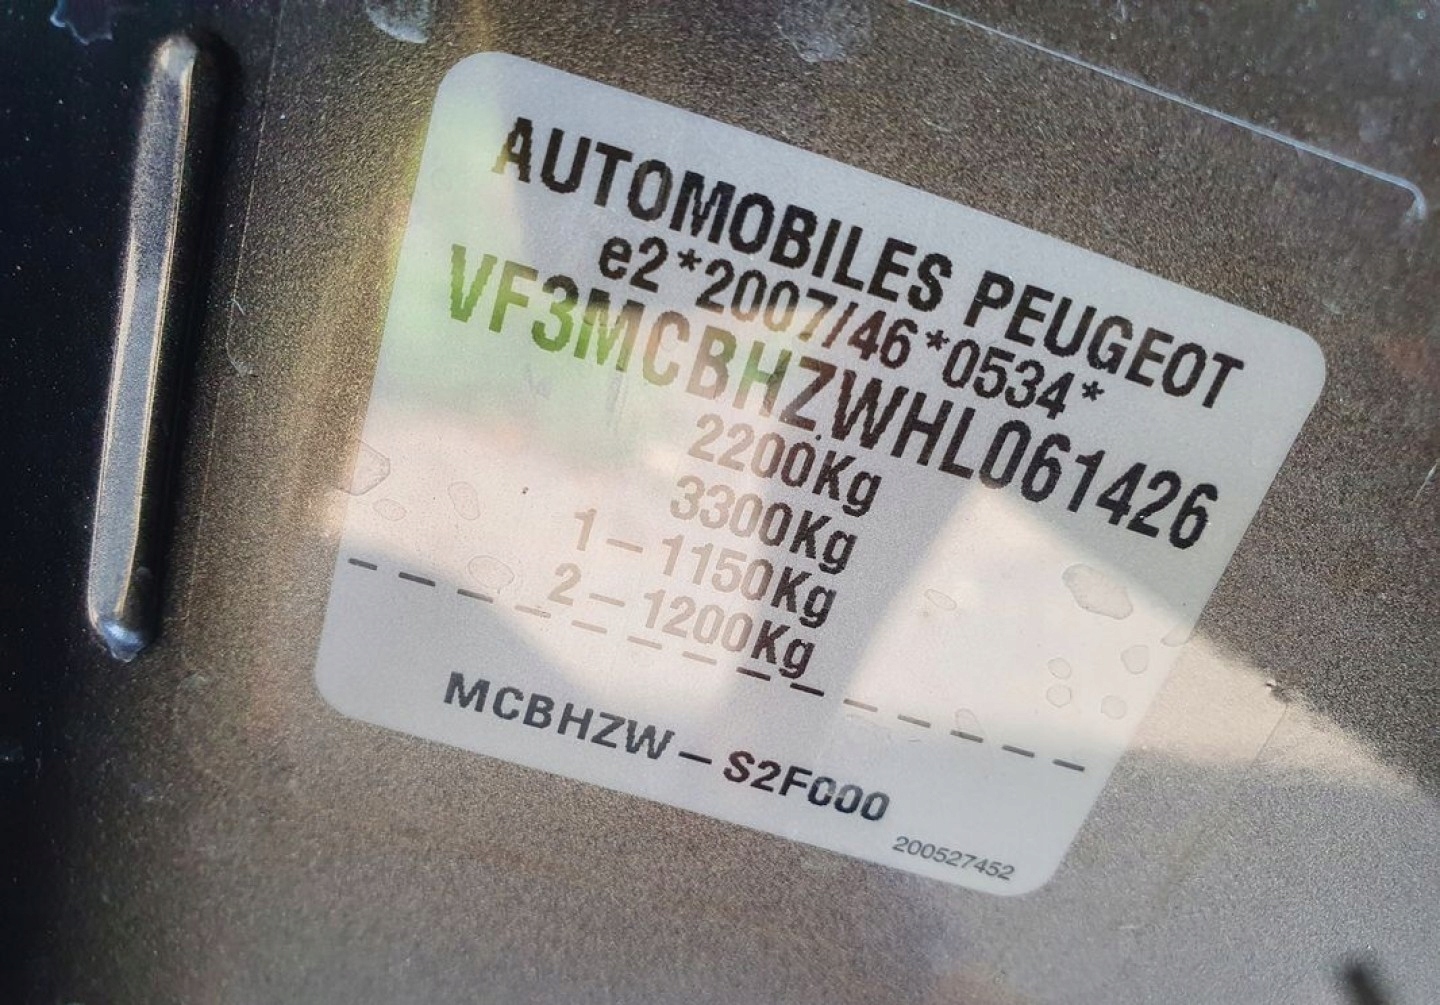 AUTOMOBILES PEUGEOT
e2*2007/46*0534*
VF3MCBHZWHL061426
2200Kg
3300Kg
1-1150Kg
2-1200Kg
MCBHZW-S2F000
200527452